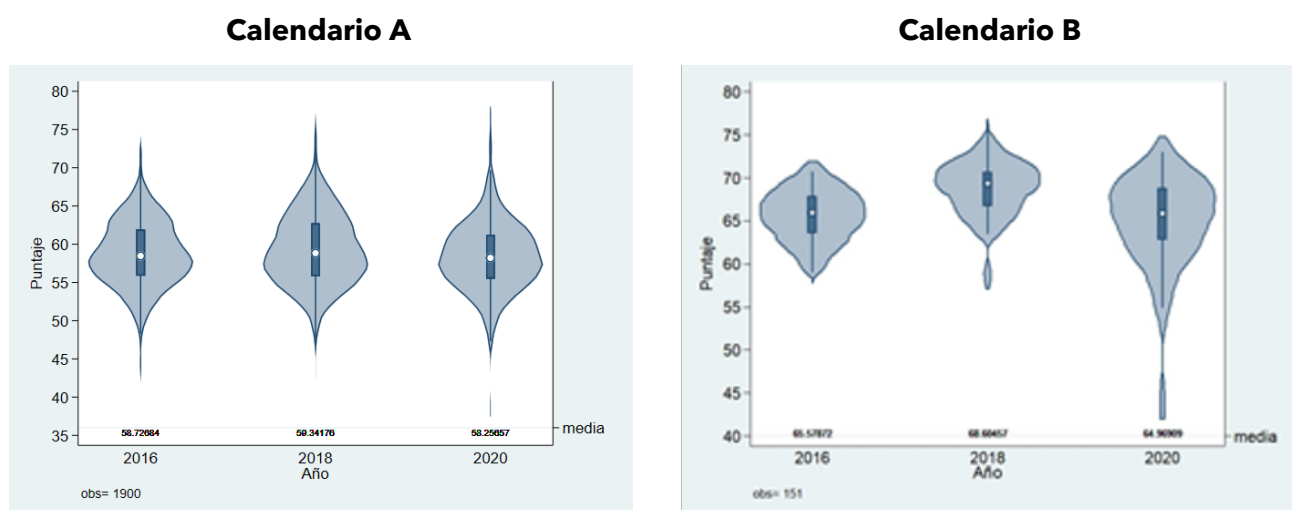 Calendario A
80
75
70
65
60
55
50
45
40
35
Puntaje
58.72684 59.34176 58.25657 media
2016 2018 2020
Año
obs= 1900
Calendario B
80
75
70
65
60
55
50
45
40
Puntaje
65.57872 68.60457 64.96909 media
2016 2018 2020
Año
obs= 151